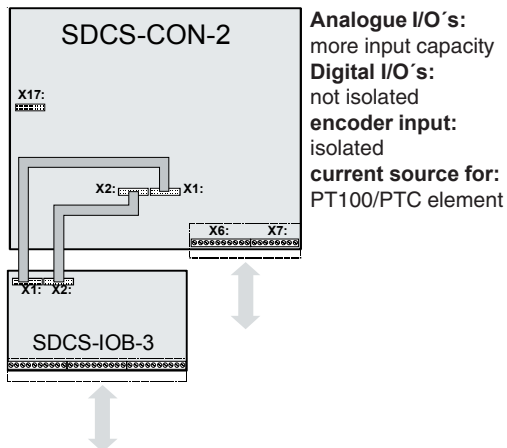 SDCS-CON-2
X17:
X2:
X1:
X6:
X7:
X1:
X2:
SDCS-IOB-3
Analogue I/O´s:
more input capacity
Digital I/O´s:
not isolated
encoder input:
isolated
current source for:
PT100/PTC element